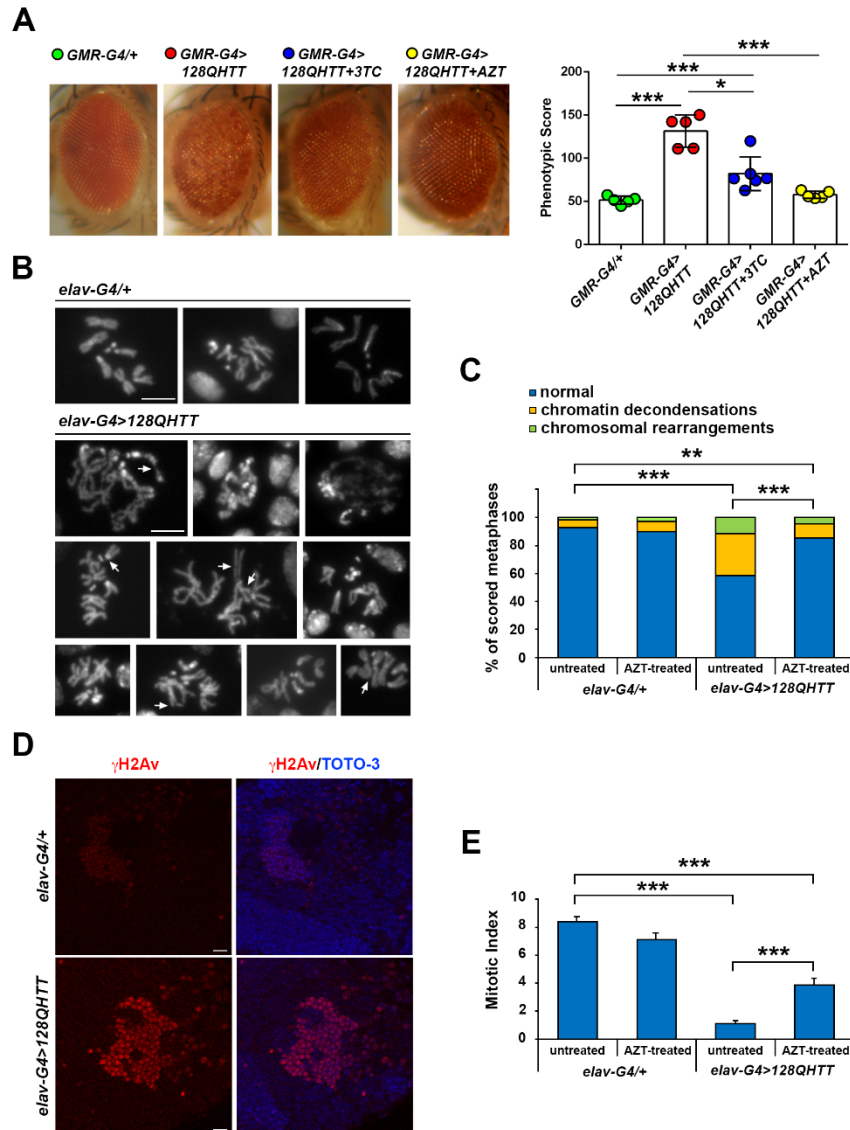 A
GMR-G4/+
GMR-G4>
128QHTT
GMR-G4>
128QHTT+3TC
GMR-G4>
128QHTT+AZT
Phenotypic Score
200
150
100
50
0
***
***
***
*
GMR-G4/+
GMR-G4>
128QHTT
GMR-G4>
128QHTT+3TC
GMR-G4>
128QHTT+AZT
B
elav-G4/+
elav-G4>128QHTT
C
normal
chromatin decondensations
chromosomal rearrangements
**
***
***
% of scored metaphases
100
80
60
40
20
0
untreated
AZT-treated
untreated
AZT-treated
elav-G4/+
elav-G4>128QHTT
D
γH2Av
γH2Av/TOTO-3
elav-G4/+
elav-G4>128QHTT
E
***
***
***
Mitotic Index
10
8
6
4
2
0
untreated
AZT-treated
untreated
AZT-treated
elav-G4/+
elav-G4>128QHTT